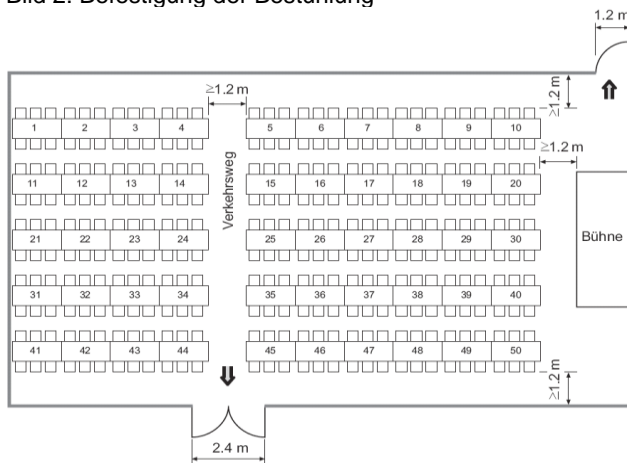 Bild 2: Befestigung der Bestuhlung
1.2 m
≥1.2 m
≥1.2 m
1 2 3 4 5 6 7 8 9 10
≥1.2 m
11 12 13 14 15 16 17 18 19 20
Verkehrsweg
21 22 23 24 25 26 27 28 29 30
Bühne
31 32 33 34 35 36 37 38 39 40
41 42 43 44 45 46 47 48 49 50
≥1.2 m
2.4 m